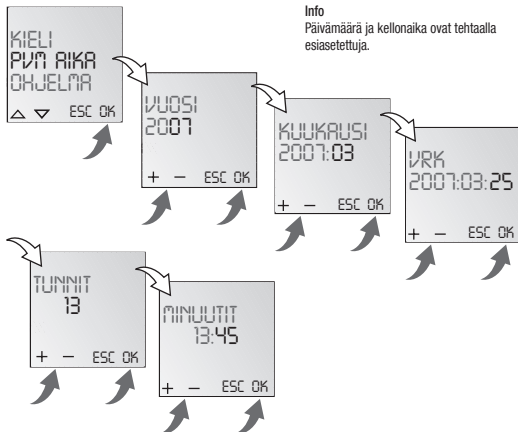 Info
Päivämäärä ja kellonaika ovat tehtaalla
esiasetettuja.
KIELI
PVM AIKA
OHJELMA
△ ▽ ESC OK
VUOSI
2007
+ − ESC OK
KUUKAUSI
2007:03
+ − ESC OK
VRK
2007:03:25
+ − ESC OK
TUNNIT
13
+ − ESC OK
MINUUTIT
13:45
+ − ESC OK